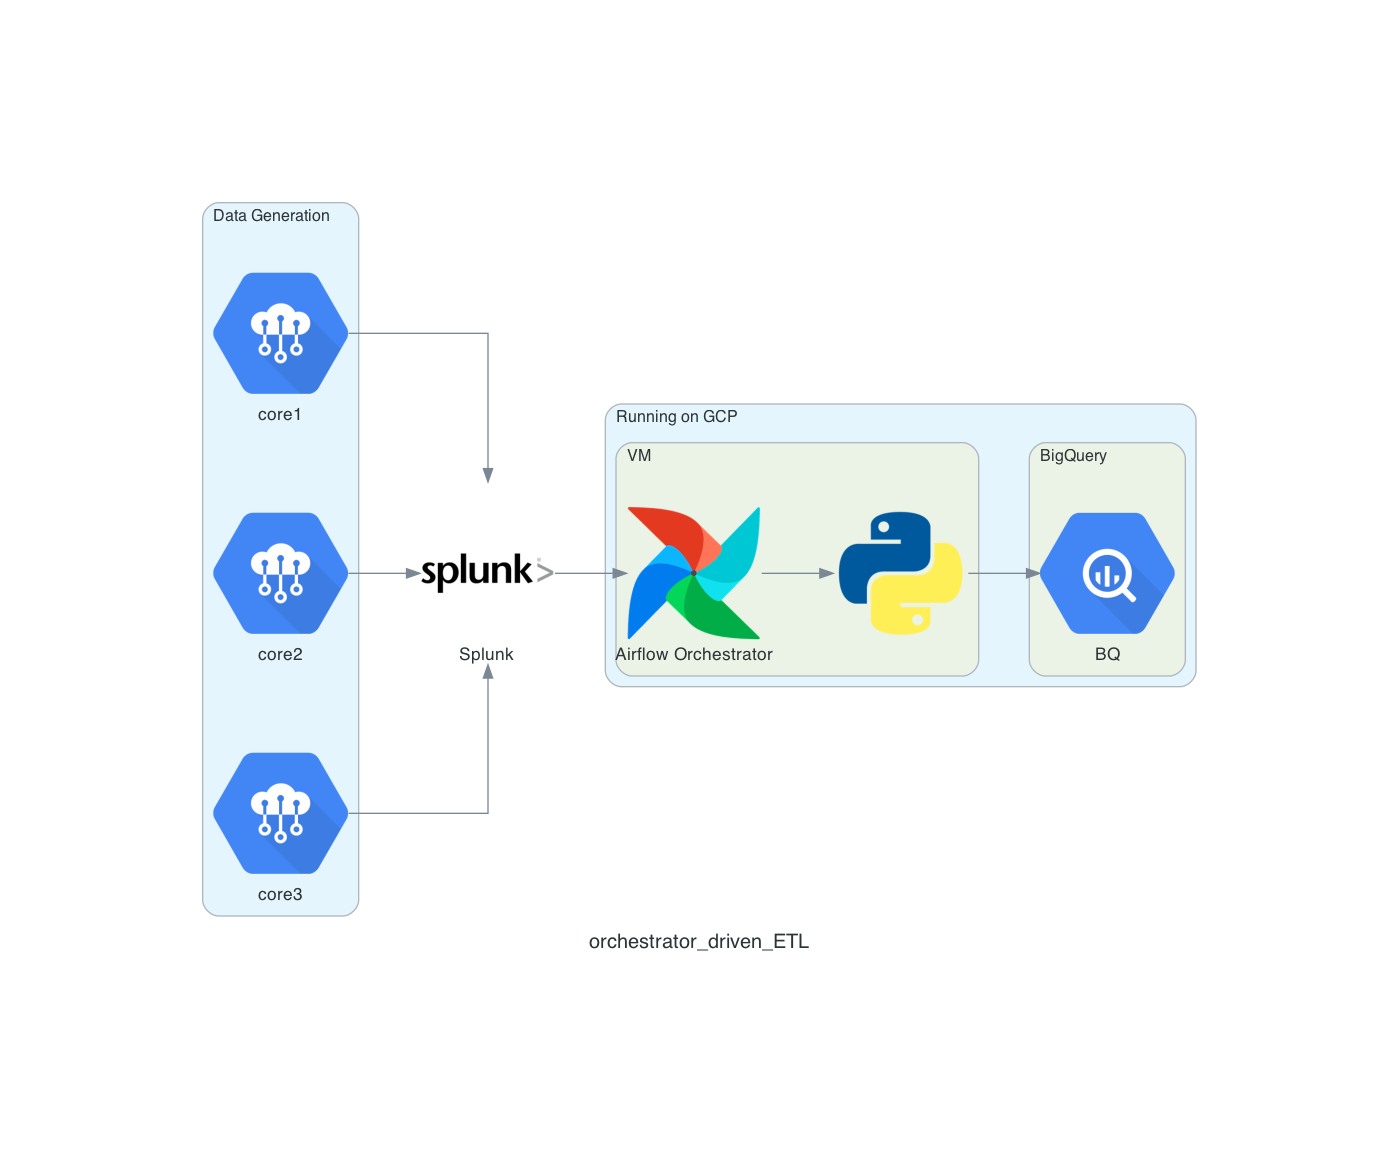 Data Generation
core1
core2
core3
splunk>
Splunk
Running on GCP
VM
Airflow Orchestrator
BigQuery
BQ
orchestrator_driven_ETL